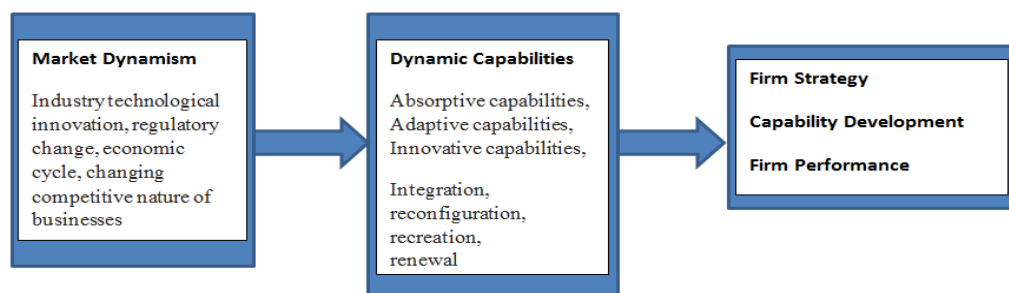 Market Dynamism
Industry technological
innovation, regulatory
change, economic
cycle, changing
competitive nature of
businesses
Dynamic Capabilities
Absorptive capabilities,
Adaptive capabilities,
Innovative capabilities,
Integration,
reconfiguration,
recreation,
renewal
Firm Strategy
Capability Development
Firm Performance